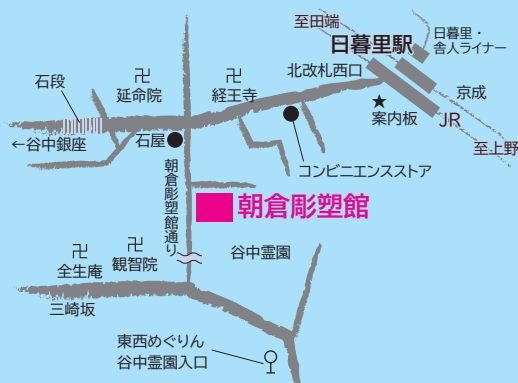 至田端
日暮里駅
日暮里・
舎人ライナー
北改札西口
京成
案内板
JR
至上野
石段
卍
延命院
卍
経王寺
←谷中銀座
石屋
コンビニエンスストア
朝倉彫塑館通り
朝倉彫塑館
卍
全生庵
卍
観智院
谷中霊園
三崎坂
東西めぐりん
谷中霊園入口